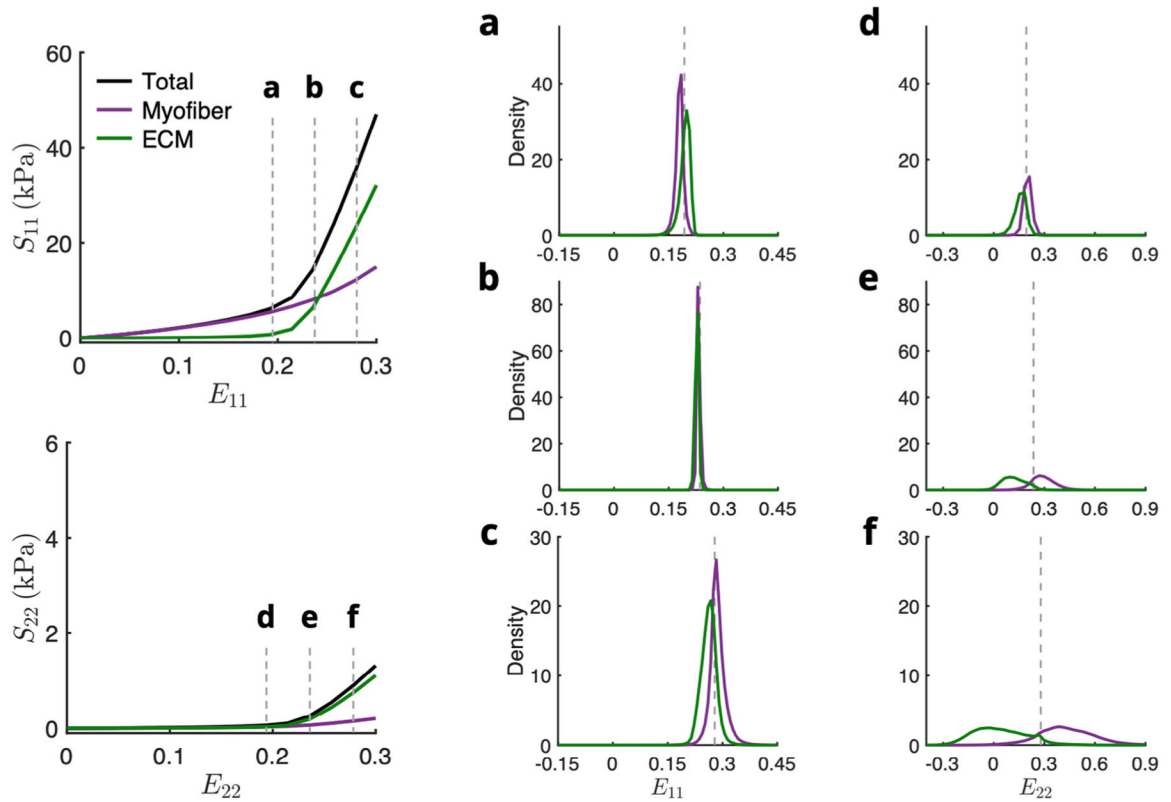 60
40
20
0
S11 (kPa)
Total
Myofiber
ECM
a b c
0 0.1 0.2 0.3
E11
6
4
2
0
S22 (kPa)
d e f
0 0.1 0.2 0.3
E22
a
40
20
0
Density
-0.15 0 0.15 0.3 0.45
d
40
20
0
-0.3 0 0.3 0.6 0.9
b
80
60
40
20
0
Density
-0.15 0 0.15 0.3 0.45
e
80
60
40
20
0
-0.3 0 0.3 0.6 0.9
c
30
20
10
0
Density
-0.15 0 0.15 0.3 0.45
E11
f
30
20
10
0
-0.3 0 0.3 0.6 0.9
E22